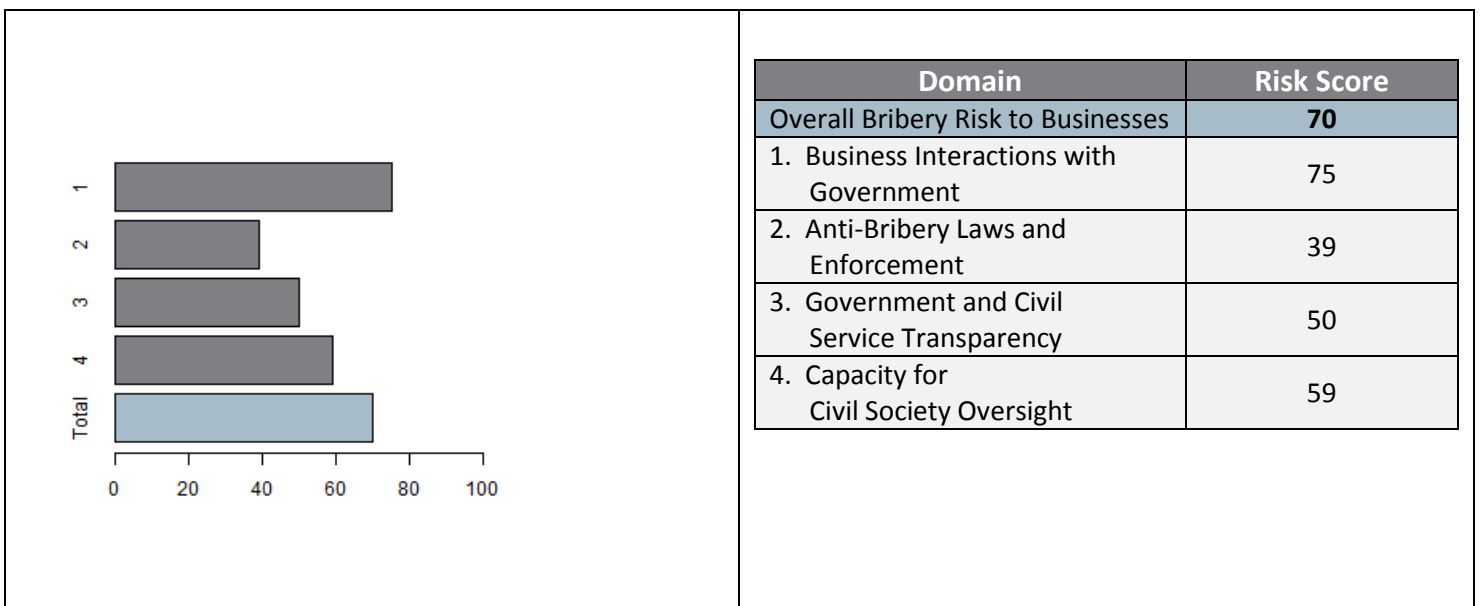 1
2
3
4
Total
0 20 40 60 80 100
Domain Risk Score
Overall Bribery Risk to Businesses 70
1. Business Interactions with
Government
75
2. Anti-Bribery Laws and
Enforcement
39
3. Government and Civil
Service Transparency
50
4. Capacity for
Civil Society Oversight
59